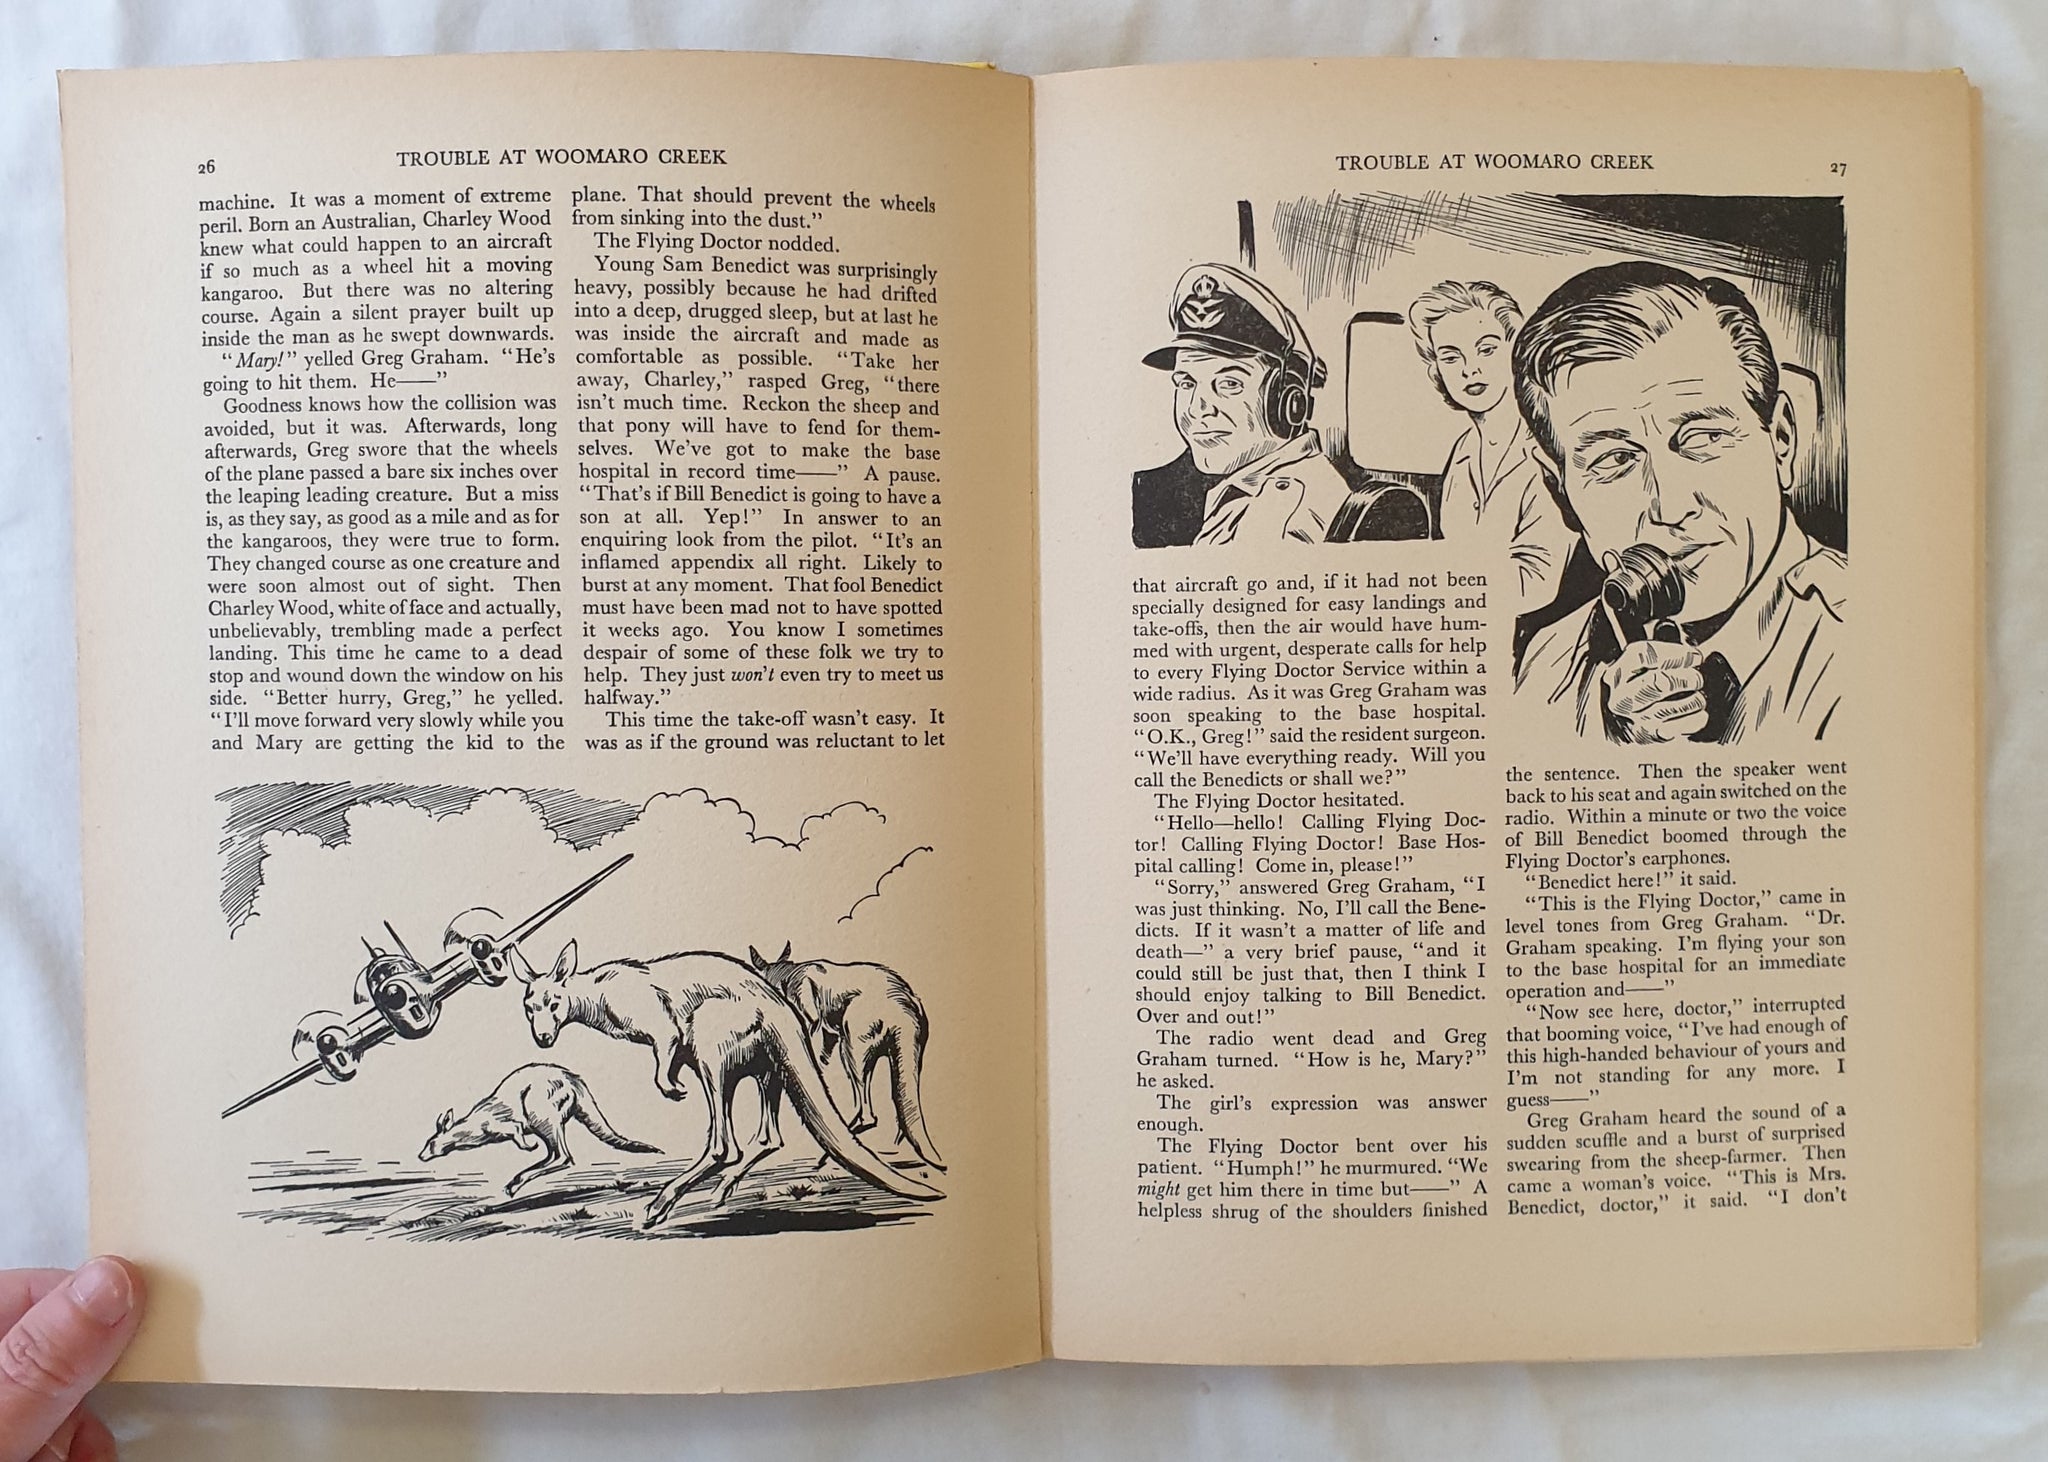 26
TROUBLE AT WOOMARO CREEK
machine. It was a moment of extreme
peril. Born an Australian, Charley Wood
knew what could happen to an aircraft
if so much as a wheel hit a moving
kangaroo. But there was no altering
course. Again a silent prayer built up
inside the man as he swept downwards.
"Mary!" yelled Greg Graham. "He's
going to hit them. He——"
Goodness knows how the collision was
avoided, but it was. Afterwards, long
afterwards, Greg swore that the wheels
of the plane passed a bare six inches over
the leaping leading creature. But a miss
is, as they say, as good as a mile and as for
the kangaroos, they were true to form.
They changed course as one creature and
were soon almost out of sight. Then
Charley Wood, white of face and actually,
unbelievably, trembling made a perfect
landing. This time he came to a dead
stop and wound down the window on his
side. "Better hurry, Greg," he yelled.
"I'll move forward very slowly while you
and Mary are getting the kid to the
plane. That should prevent the wheels
from sinking into the dust."
The Flying Doctor nodded.
Young Sam Benedict was surprisingly
heavy, possibly because he had drifted
into a deep, drugged sleep, but at last he
was inside the aircraft and made as
comfortable as possible. "Take her
away, Charley," rasped Greg, "there
isn't much time. Reckon the sheep and
that pony will have to fend for them-
selves. We've got to make the base
hospital in record time——" A pause.
"That's if Bill Benedict is going to have a
son at all. Yep!" In answer to an
enquiring look from the pilot. "It's an
inflamed appendix all right. Likely to
burst at any moment. That fool Benedict
must have been mad not to have spotted
it weeks ago. You know I sometimes
despair of some of these folk we try to
help. They just won't even try to meet us
halfway."
This time the take-off wasn't easy. It
was as if the ground was reluctant to let
TROUBLE AT WOOMARO CREEK
27
that aircraft go and, if it had not been
specially designed for easy landings and
take-offs, then the air would have hum-
med with urgent, desperate calls for help
to every Flying Doctor Service within a
wide radius. As it was Greg Graham was
soon speaking to the base hospital.
"O.K., Greg!" said the resident surgeon.
"We'll have everything ready. Will you
call the Benedicts or shall we?"
The Flying Doctor hesitated.
"Hello—hello! Calling Flying Doc-
tor! Calling Flying Doctor! Base Hos-
pital calling! Come in, please!"
"Sorry," answered Greg Graham, "I
was just thinking. No, I'll call the Bene-
dicts. If it wasn't a matter of life and
death—" a very brief pause, "and it
could still be just that, then I think I
should enjoy talking to Bill Benedict.
Over and out!"
The radio went dead and Greg
Graham turned. "How is he, Mary?"
he asked.
The girl's expression was answer
enough.
The Flying Doctor bent over his
patient. "Humph!" he murmured. "We
might get him there in time but——" A
helpless shrug of the shoulders finished
the sentence. Then the speaker went
back to his seat and again switched on the
radio. Within a minute or two the voice
of Bill Benedict boomed through the
Flying Doctor's earphones.
"Benedict here!" it said.
"This is the Flying Doctor," came in
level tones from Greg Graham. "Dr.
Graham speaking. I'm flying your son
to the base hospital for an immediate
operation and——"
"Now see here, doctor," interrupted
that booming voice, "I've had enough of
this high-handed behaviour of yours and
I'm not standing for any more. I
guess——"
Greg Graham heard the sound of a
sudden scuffle and a burst of surprised
swearing from the sheep-farmer. Then
came a woman's voice. "This is Mrs.
Benedict, doctor," it said. "I don't